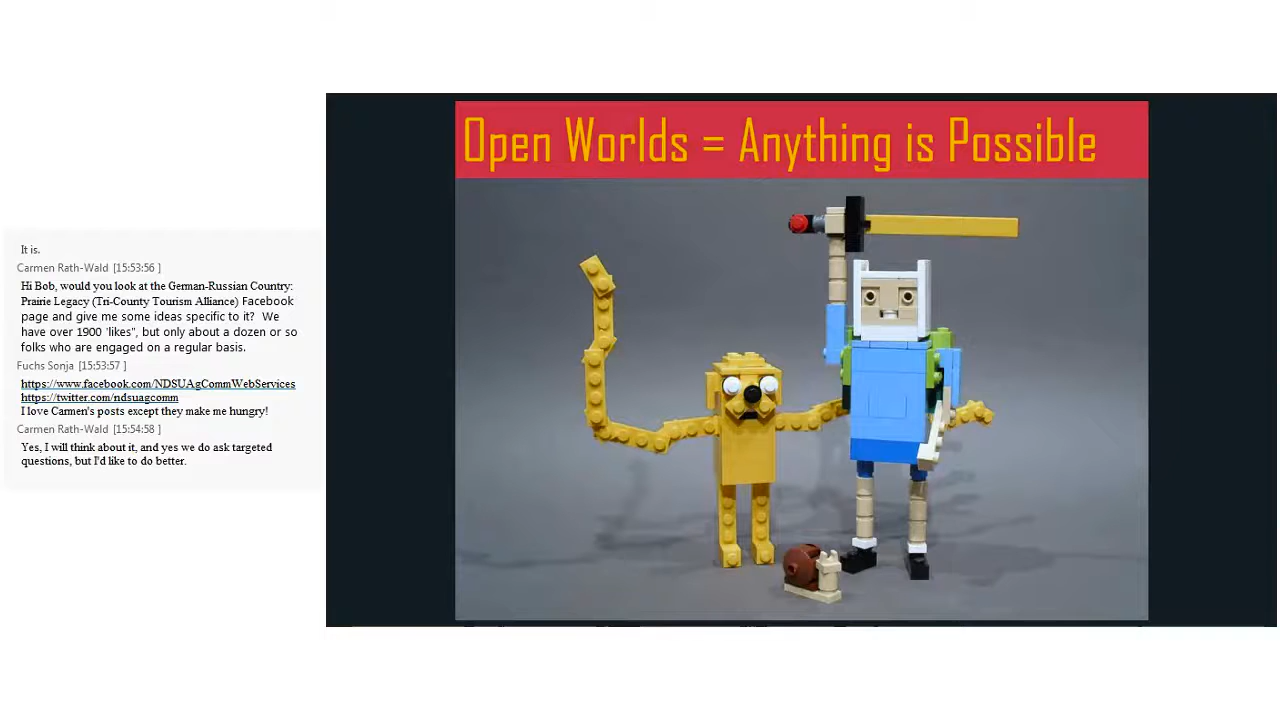 It is.
Carmen Rath-Wald [15:53:56 ]
Hi Bob, would you look at the German-Russian Country:
Prairie Legacy (Tri-County Tourism Alliance) Facebook
page and give me some ideas specific to it?  We
have over 1900 'likes", but only about a dozen or so
folks who are engaged on a regular basis.
Fuchs Sonja [15:53:57 ]
https://www.facebook.com/NDSUAgCommWebServices
https://twitter.com/ndsuagcomm
I love Carmen's posts except they make me hungry!
Carmen Rath-Wald [15:54:58 ]
Yes, I will think about it, and yes we do ask targeted
questions, but I'd like to do better.
Open Worlds = Anything is Possible